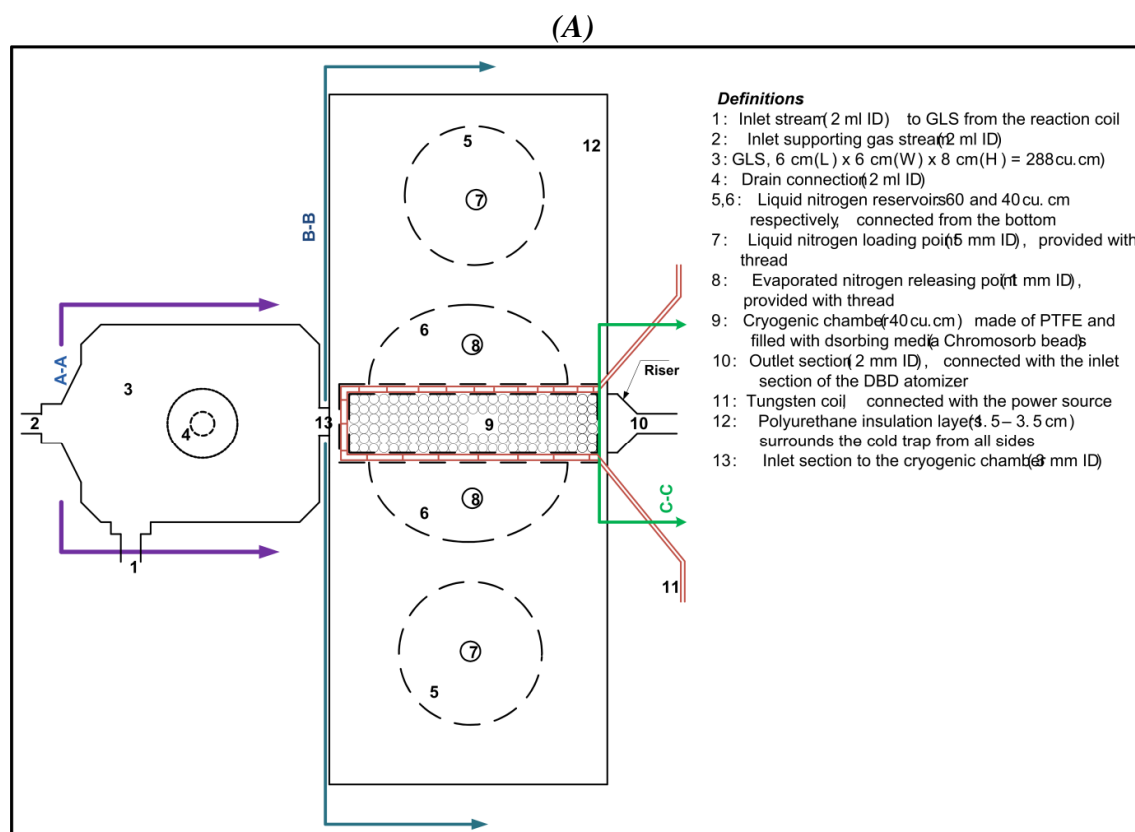 (A)
Definitions
1: Inlet stream( 2 ml ID) to GLS from the reaction coil
2: Inlet supporting gas stream(2 ml ID)
3: GLS, 6 cm(L) x 6 cm(W) x 8 cm(H) = 288cu.cm)
4: Drain connection(2 ml ID)
5,6: Liquid nitrogen reservoirs: 60 and 40 cu. cm
respectively, connected from the bottom
7: Liquid nitrogen loading point(5 mm ID), provided with
thread
8: Evaporated nitrogen releasing point(1 mm ID),
provided with thread
9: Cryogenic chamber(~40 cu.cm) made of PTFE and
filled with dsorbing media(Chromosorb beads)
10: Outlet section(2 mm ID), connected with the inlet
section of the DBD atomizer
11: Tungsten coil, connected with the power source
12: Polyurethane insulation layers(1.5–3.5cm)
surrounds the cold trap from all sides
13: Inlet section to the cryogenic chamber(3 mm ID)
A-A
B-B
C-C
Riser
5
12
7
6
8
3
4
2
13
9
10
8
6
1
11
7
5